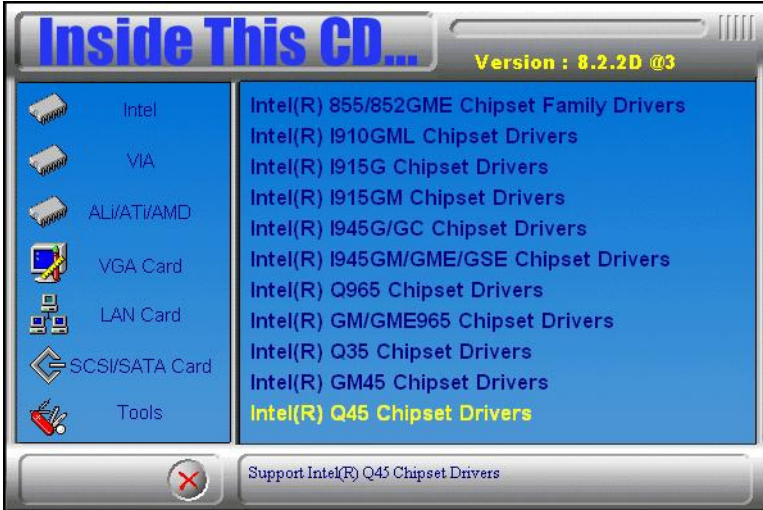 Inside This CD...
Version : 8.2.2D @3
Intel
VIA
ALi/ATi/AMD
VGA Card
LAN Card
SCSI/SATA Card
Tools
Intel(R) 855/852GME Chipset Family Drivers
Intel(R) I910GML Chipset Drivers
Intel(R) I915G Chipset Drivers
Intel(R) I915GM Chipset Drivers
Intel(R) I945G/GC Chipset Drivers
Intel(R) I945GM/GME/GSE Chipset Drivers
Intel(R) Q965 Chipset Drivers
Intel(R) GM/GME965 Chipset Drivers
Intel(R) Q35 Chipset Drivers
Intel(R) GM45 Chipset Drivers
Intel(R) Q45 Chipset Drivers
Support Intel(R) Q45 Chipset Drivers